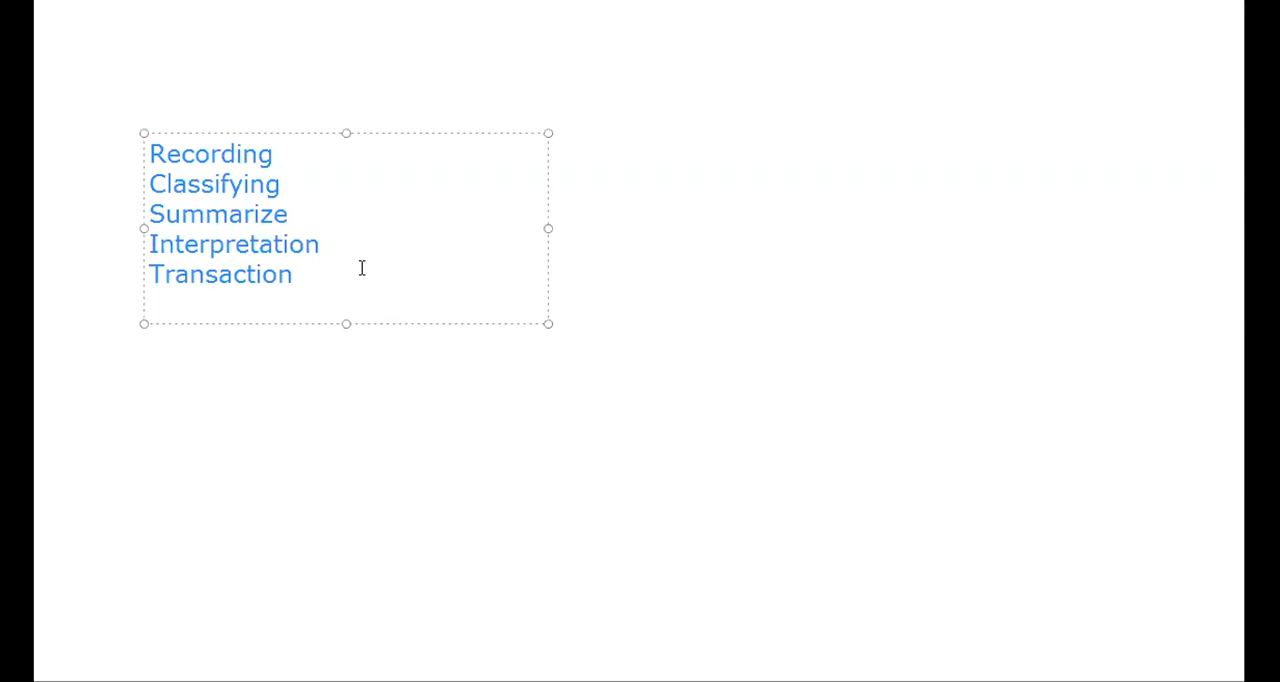 Recording
Classifying
Summarize
Interpretation
Transaction